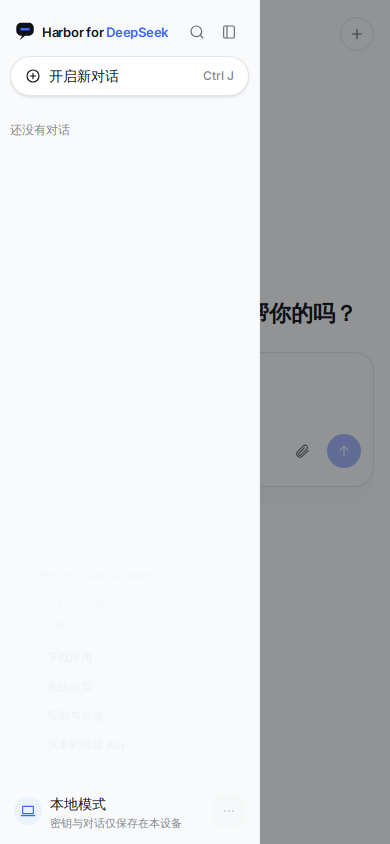 Harbor for DeepSeek
开启新对话 Ctrl J
还没有对话
帮你的吗？
下载应用
系统设置
帮助与反馈
从本机移除 Key
本地模式
密钥与对话仅保存在本设备